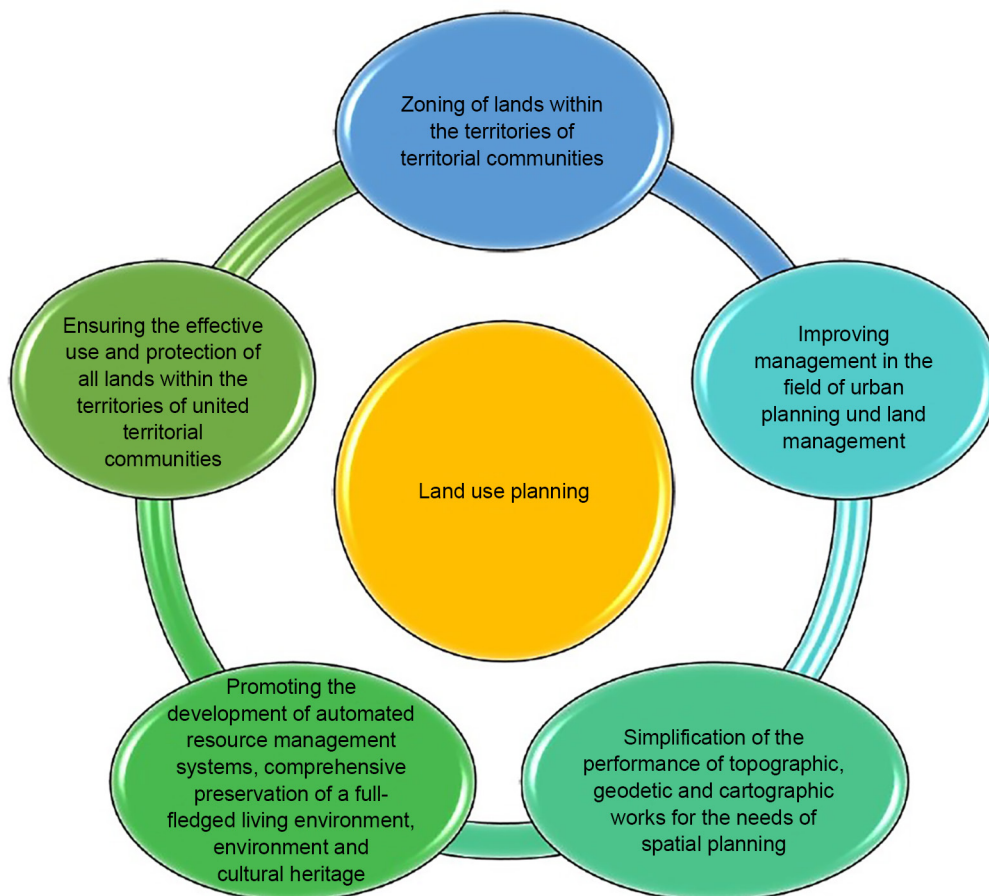 Zoning of lands within
the territories of
territorial communities
Improving
management in the
field of urban
planning und land
management
Simplification of the
performance of topographic,
geodetic and cartographic
works for the needs of
spatial planning
Promoting the
development of automated
resource management
systems, comprehensive
preservation of a full-
fledged living environment,
environment and
cultural heritage
Ensuring the effective
use and protection of
all lands within the
territories of united
territorial
communities
Land use planning